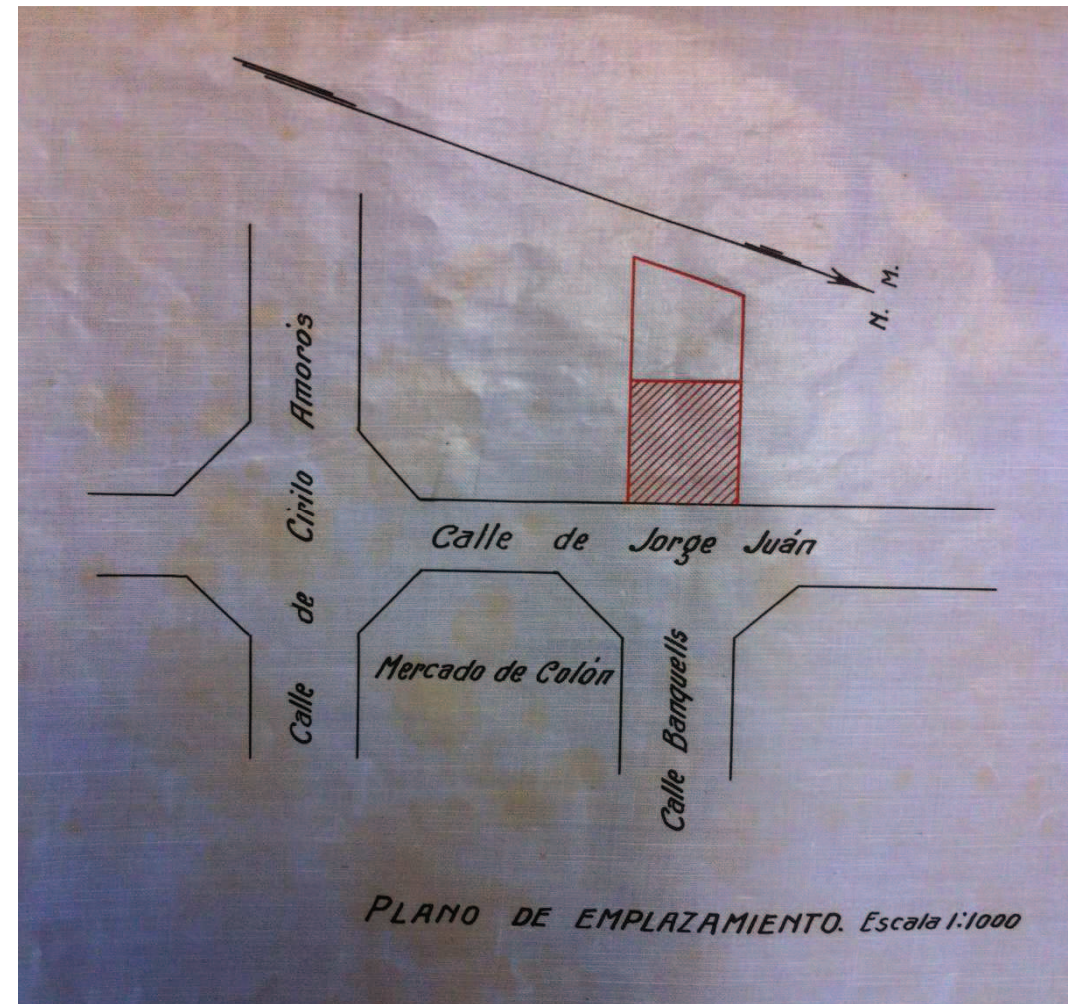 N. M.
Calle de Cirilo Amorós
Calle de Jorge Juán
Mercado de Colón
Calle Banquells
PLANO DE EMPLAZAMIENTO. Escala 1:1000